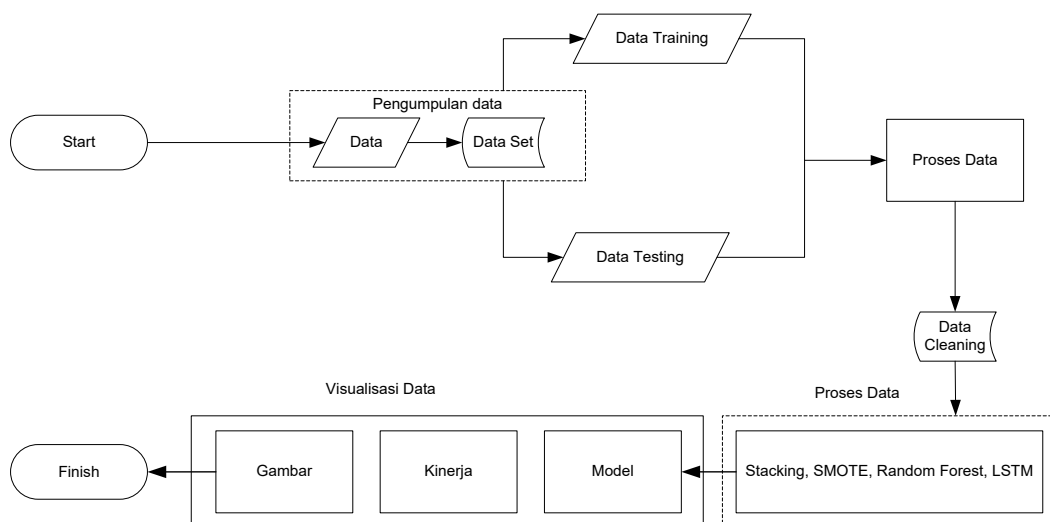 Start
Pengumpulan data
Data
Data Set
Data Training
Data Testing
Proses Data
Data
Cleaning
Proses Data
Stacking, SMOTE, Random Forest, LSTM
Visualisasi Data
Model
Kinerja
Gambar
Finish